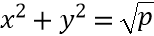 x² + y² = √p